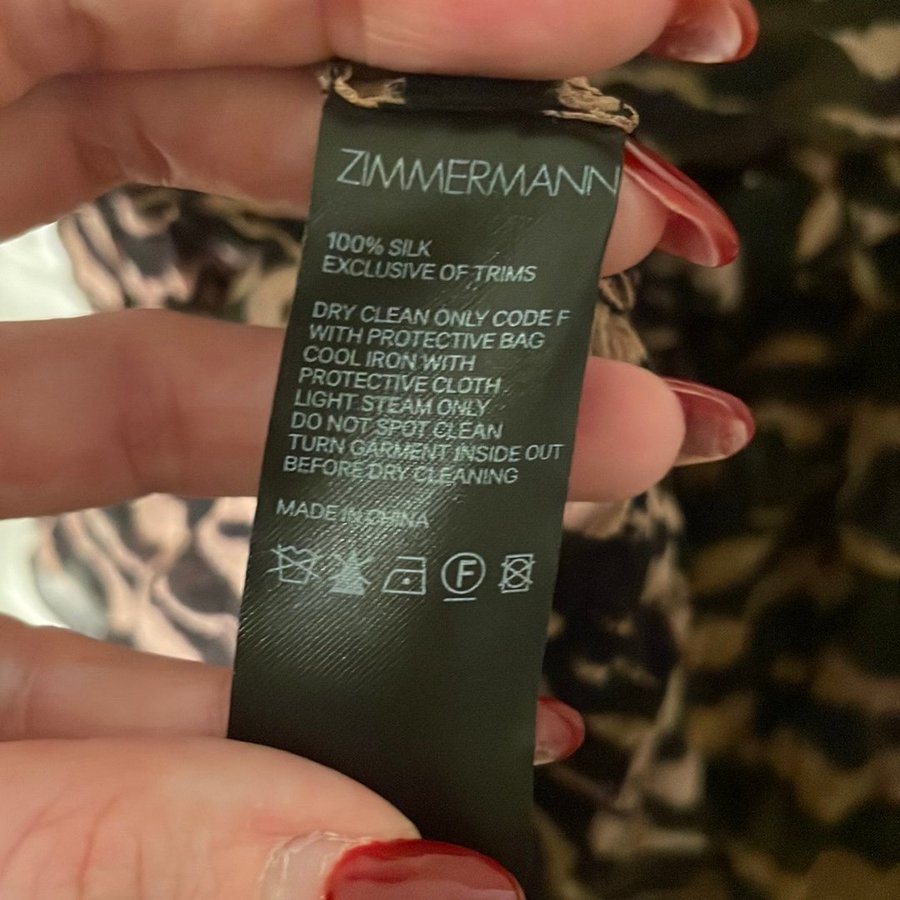 ZIMMERMANN
100% SILK
EXCLUSIVE OF TRIMS
DRY CLEAN ONLY CODE F
WITH PROTECTIVE BAG
COOL IRON WITH
PROTECTIVE CLOTH
LIGHT STEAM ONLY
DO NOT SPOT CLEAN
TURN GARMENT INSIDE OUT
BEFORE DRY CLEANING
MADE IN CHINA
F